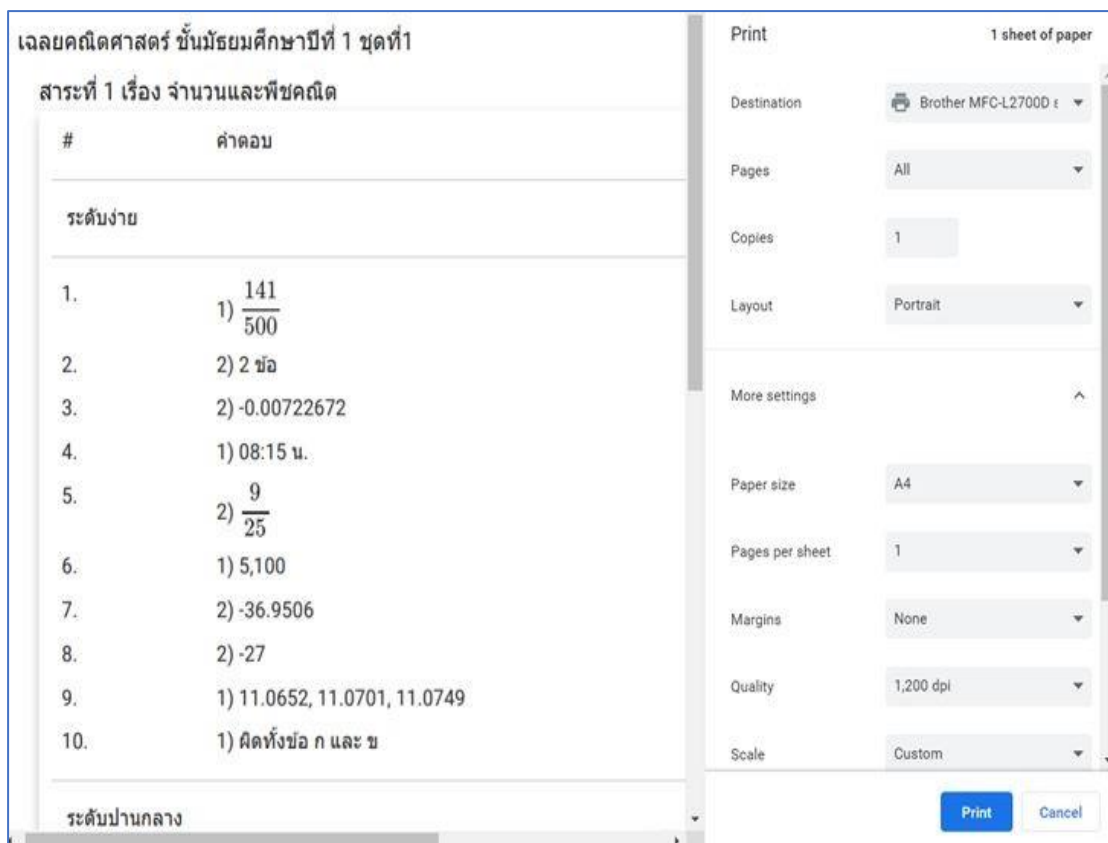 เฉลยคณิตศาสตร์ ชั้นมัธยมศึกษาปีที่ 1 ชุดที่1
สาระที่ 1 เรื่อง จำนวนและพีชคณิต
# คำตอบ
ระดับง่าย
1. 1) 141/500
2. 2) 2 ข้อ
3. 2) -0.00722672
4. 1) 08:15 น.
5. 2) 9/25
6. 1) 5,100
7. 2) -36.9506
8. 2) -27
9. 1) 11.0652, 11.0701, 11.0749
10. 1) ผิดทั้งข้อ ก และ ข
ระดับปานกลาง
Print 1 sheet of paper
Destination Brother MFC-L2700D
Pages All
Copies 1
Layout Portrait
More settings
Paper size A4
Pages per sheet 1
Margins None
Quality 1,200 dpi
Scale Custom
Print Cancel